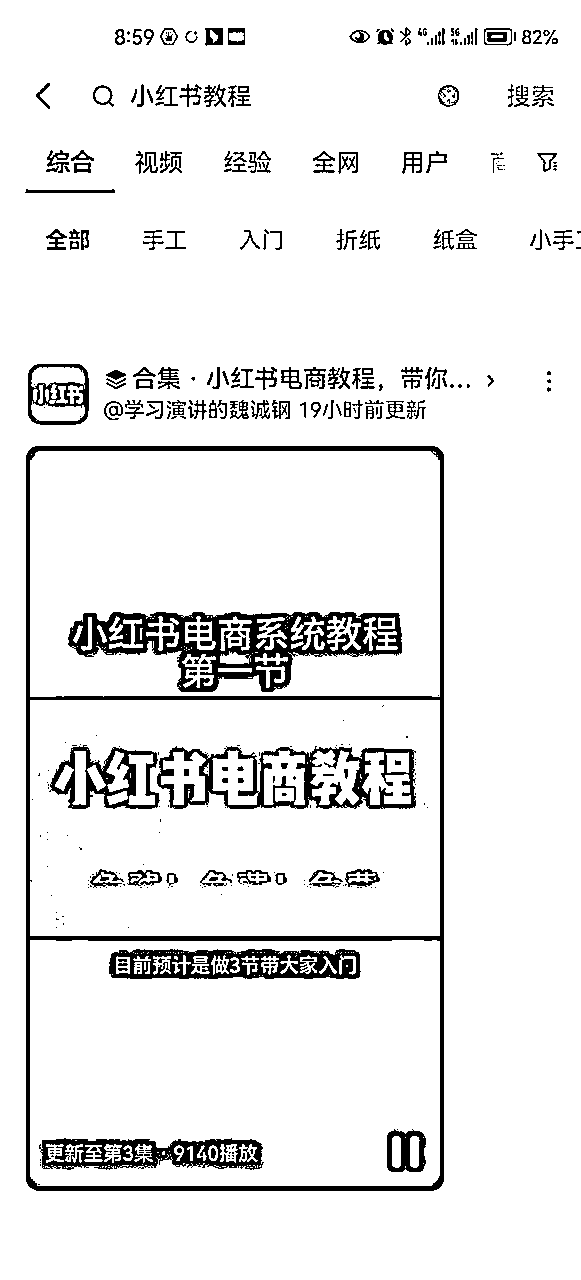 8:59
82%
小红书教程
搜索
综合 视频 经验 全网 用户
全部 手工 入门 折纸 纸盒 小手工
小红书
合集·小红书电商教程，带你...
@学习演讲的魏诚钢 19小时前更新
小红书电商系统教程
第一节
小红书电商教程
目前预计是做3节带大家入门
更新至第3集·9140播放